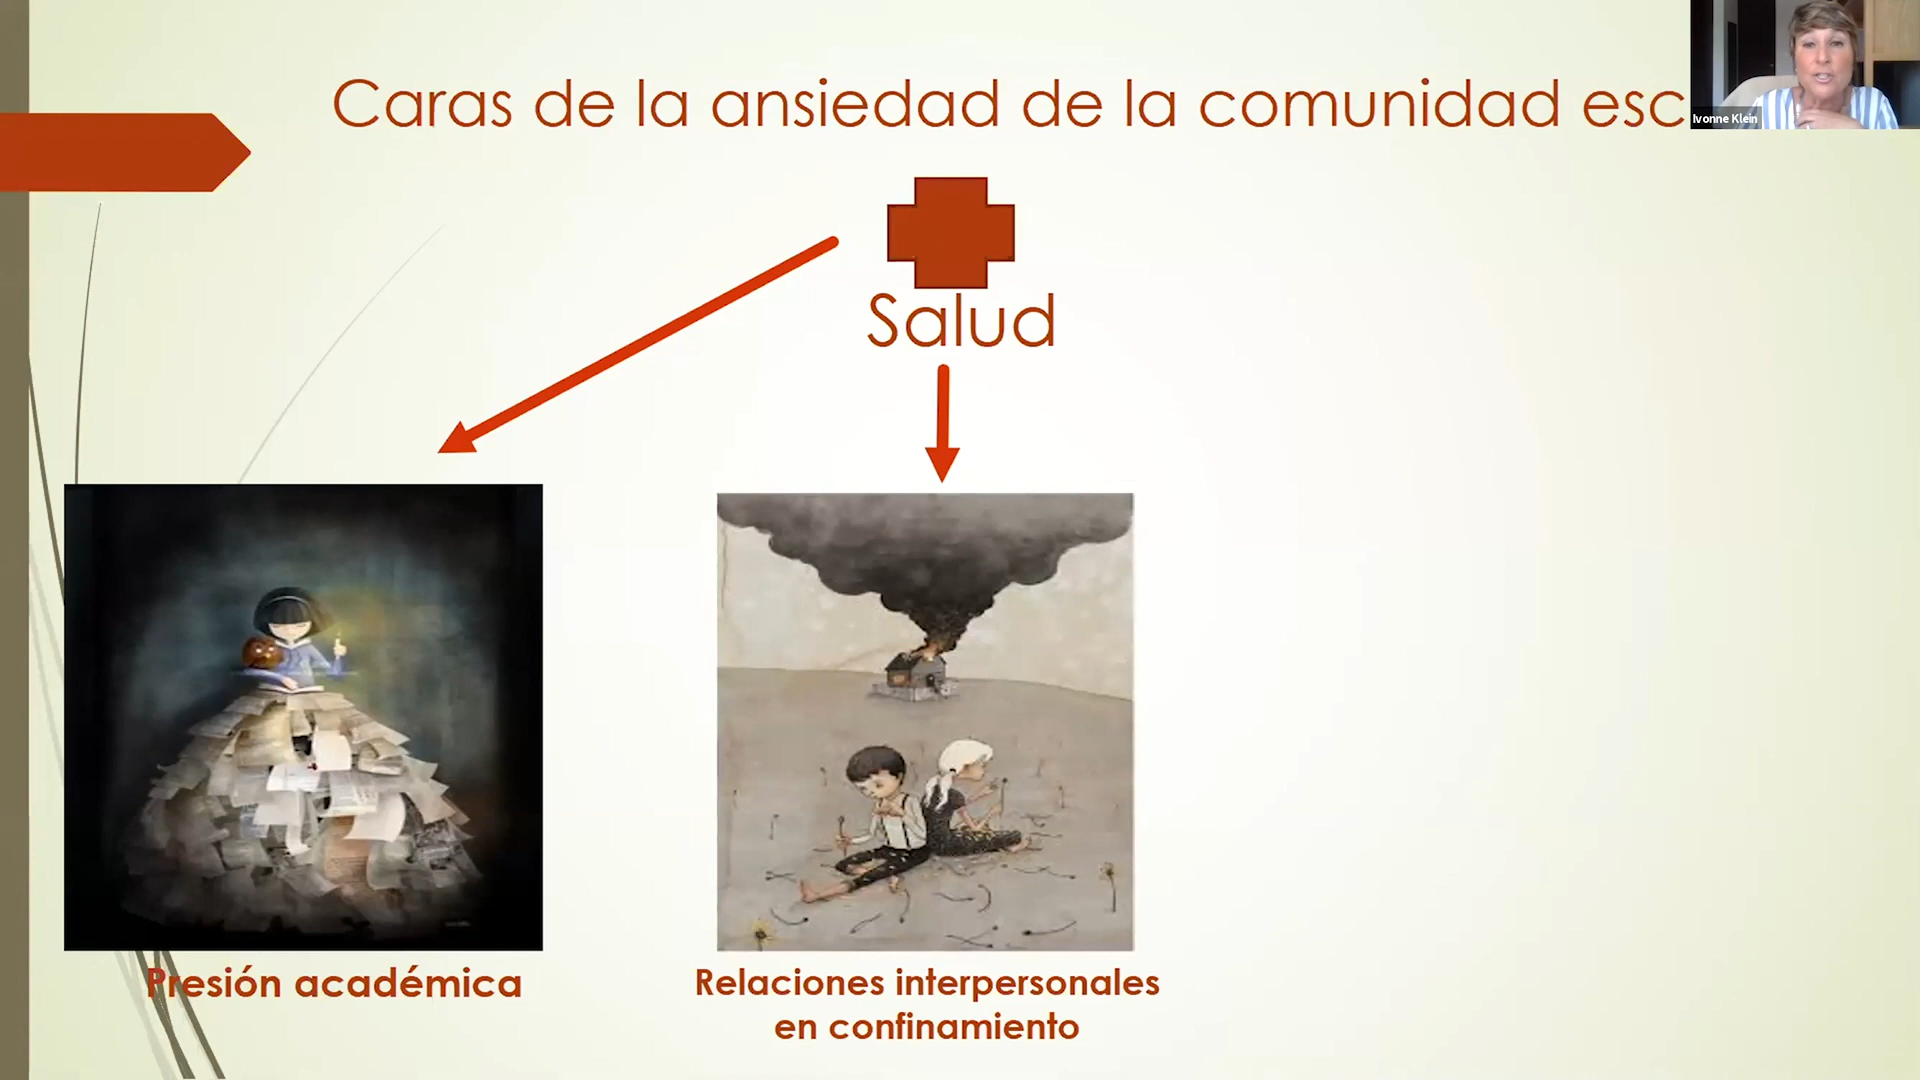 Caras de la ansiedad de la comunidad esc
Ivonne Klein
Salud
Presión académica
Relaciones interpersonales
en confinamiento